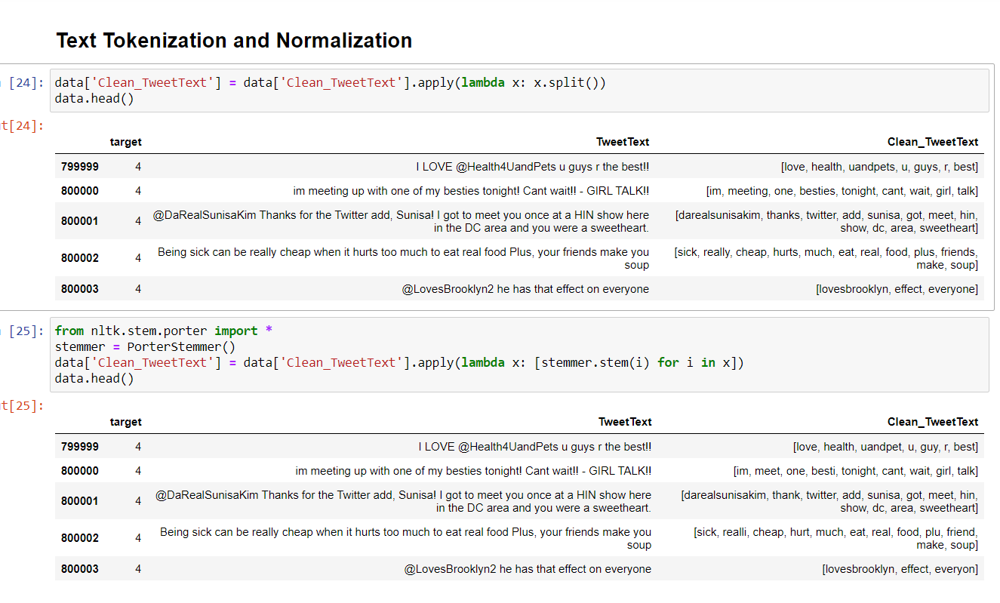 Text Tokenization and Normalization
[24]:
data['Clean_TweetText'] = data['Clean_TweetText'].apply(lambda x: x.split())
data.head()
t[24]:
target TweetText Clean_TweetText
799999 4 I LOVE @Health4UandPets u guys r the best!! [love, health, uandpets, u, guys, r, best]
800000 4 im meeting up with one of my besties tonight! Cant wait!! - GIRL TALK!! [im, meeting, one, besties, tonight, cant, wait, girl, talk]
800001 4 @DaRealSunisaKim Thanks for the Twitter add, Sunisa! I got to meet you once at a HIN show here [darealsunisakim, thanks, twitter, add, sunisa, got, meet, hin,
in the DC area and you were a sweetheart. show, dc, area, sweetheart]
800002 4 Being sick can be really cheap when it hurts too much to eat real food Plus, your friends make you [sick, really, cheap, hurts, much, eat, real, food, plus, friends,
soup make, soup]
800003 4 @LovesBrooklyn2 he has that effect on everyone [lovesbrooklyn, effect, everyone]
[25]:
from nltk.stem.porter import *
stemmer = PorterStemmer()
data['Clean_TweetText'] = data['Clean_TweetText'].apply(lambda x: [stemmer.stem(i) for i in x])
data.head()
t[25]:
target TweetText Clean_TweetText
799999 4 I LOVE @Health4UandPets u guys r the best!! [love, health, uandpet, u, guy, r, best]
800000 4 im meeting up with one of my besties tonight! Cant wait!! - GIRL TALK!! [im, meet, one, besti, tonight, cant, wait, girl, talk]
800001 4 @DaRealSunisaKim Thanks for the Twitter add, Sunisa! I got to meet you once at a HIN show here [darealsunisakim, thank, twitter, add, sunisa, got, meet, hin,
in the DC area and you were a sweetheart. show, dc, area, sweetheart]
800002 4 Being sick can be really cheap when it hurts too much to eat real food Plus, your friends make you [sick, realli, cheap, hurt, much, eat, real, food, plu, friend,
soup make, soup]
800003 4 @LovesBrooklyn2 he has that effect on everyone [lovesbrooklyn, effect, everyon]